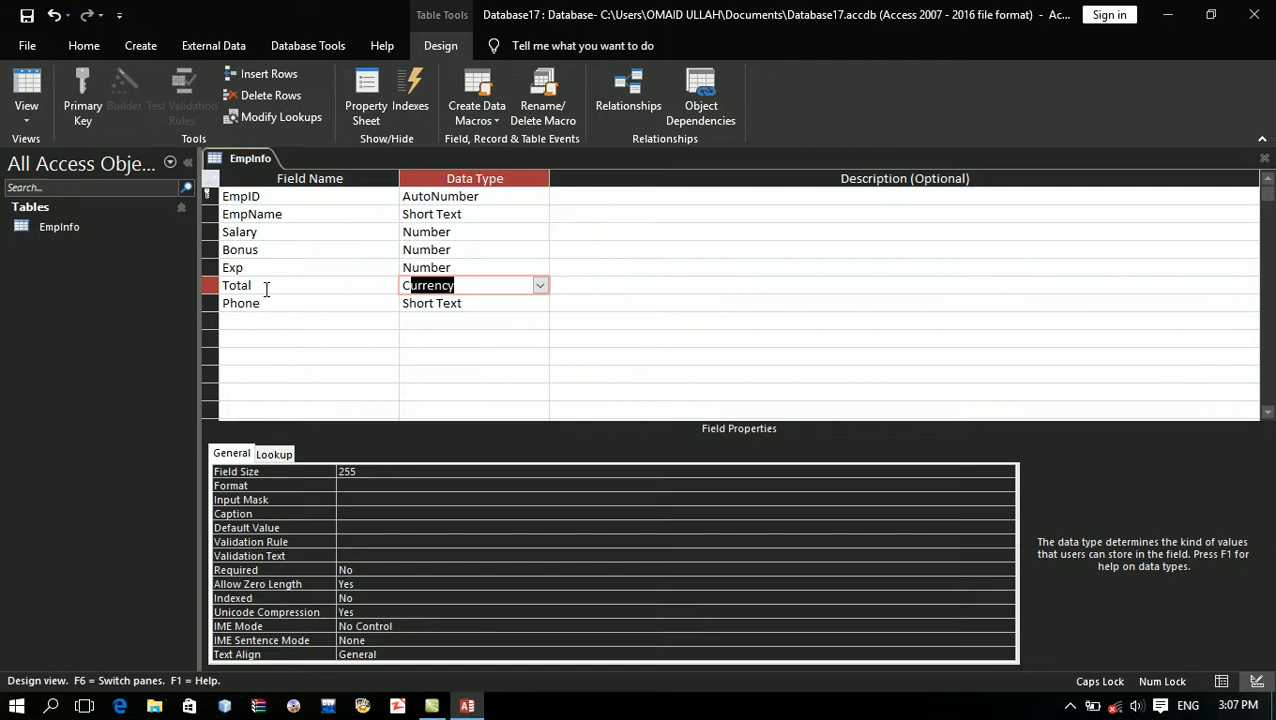 Table Tools
Database17 : Database- C:\Users\OMAID ULLAH\Documents\Database17.accdb (Access 2007 - 2016 file format) - Ac...
Sign in
File Home Create External Data Database Tools Help Design Tell me what you want to do
View
Primary Key
Builder
Test Validation Rules
Insert Rows
Delete Rows
Modify Lookups
Property Sheet
Indexes
Create Data Macros
Rename/ Delete Macro
Relationships
Object Dependencies
Views Tools Show/Hide Field, Record & Table Events Relationships
All Access Obje...
Search...
Tables
EmpInfo
EmpInfo
Field Name Data Type Description (Optional)
EmpID AutoNumber
EmpName Short Text
Salary Number
Bonus Number
Exp Number
Total Currency
Phone Short Text
Field Properties
General Lookup
Field Size 255
Format
Input Mask
Caption
Default Value
Validation Rule
Validation Text
Required No
Allow Zero Length Yes
Indexed No
Unicode Compression Yes
IME Mode No Control
IME Sentence Mode None
Text Align General
The data type determines the kind of values
that users can store in the field. Press F1 for
help on data types.
Design view. F6 = Switch panes. F1 = Help.
Caps Lock Num Lock
3:07 PM